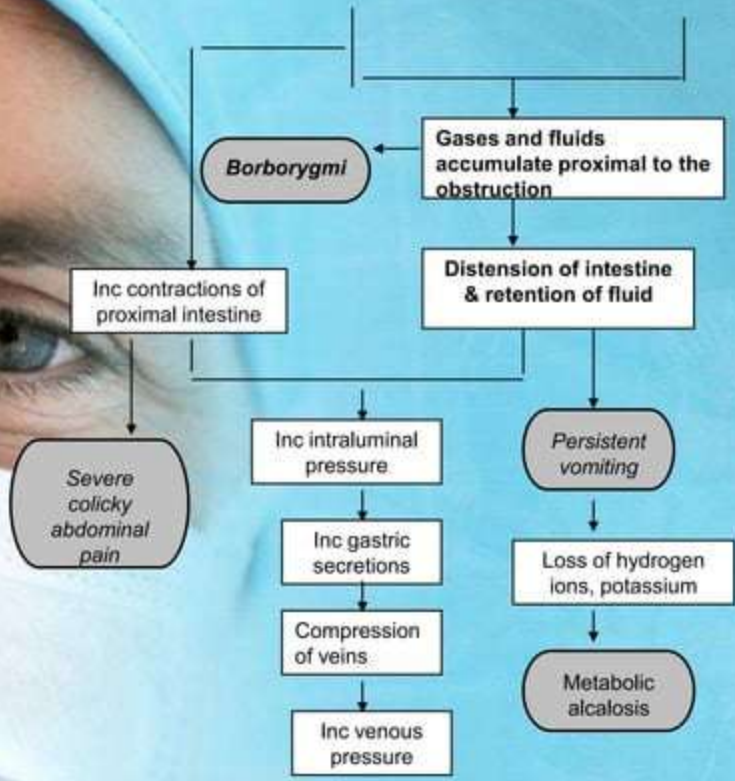 Gases and fluids
accumulate proximal to the
obstruction
Borborygmi
Distension of intestine
& retention of fluid
Inc contractions of
proximal intestine
Inc intraluminal
pressure
Persistent
vomiting
Severe
colicky
abdominal
pain
Inc gastric
secretions
Loss of hydrogen
ions, potassium
Compression
of veins
Metabolic
alcalosis
Inc venous
pressure